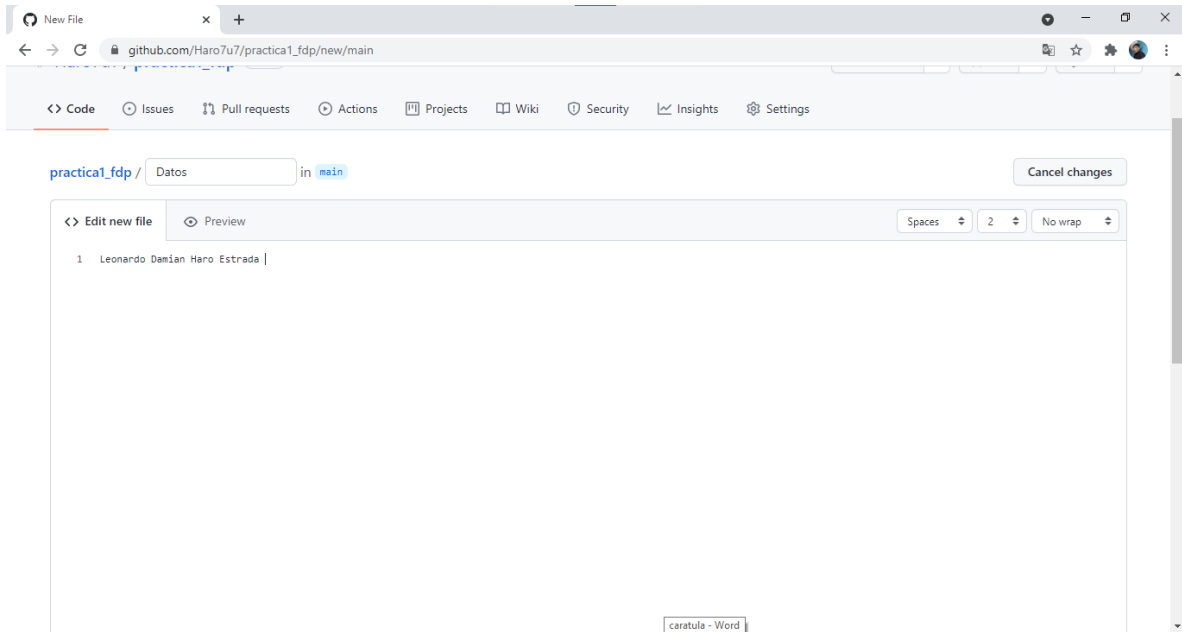 New File
github.com/Haro7u7/practica1_fdp/new/main
Haro7u7 / practica1_fdp
<> Code Issues Pull requests Actions Projects Wiki Security Insights Settings
practica1_fdp / Datos in main Cancel changes
<> Edit new file Preview Spaces 2 No wrap
1 Leonardo Damian Haro Estrada
caratula - Word